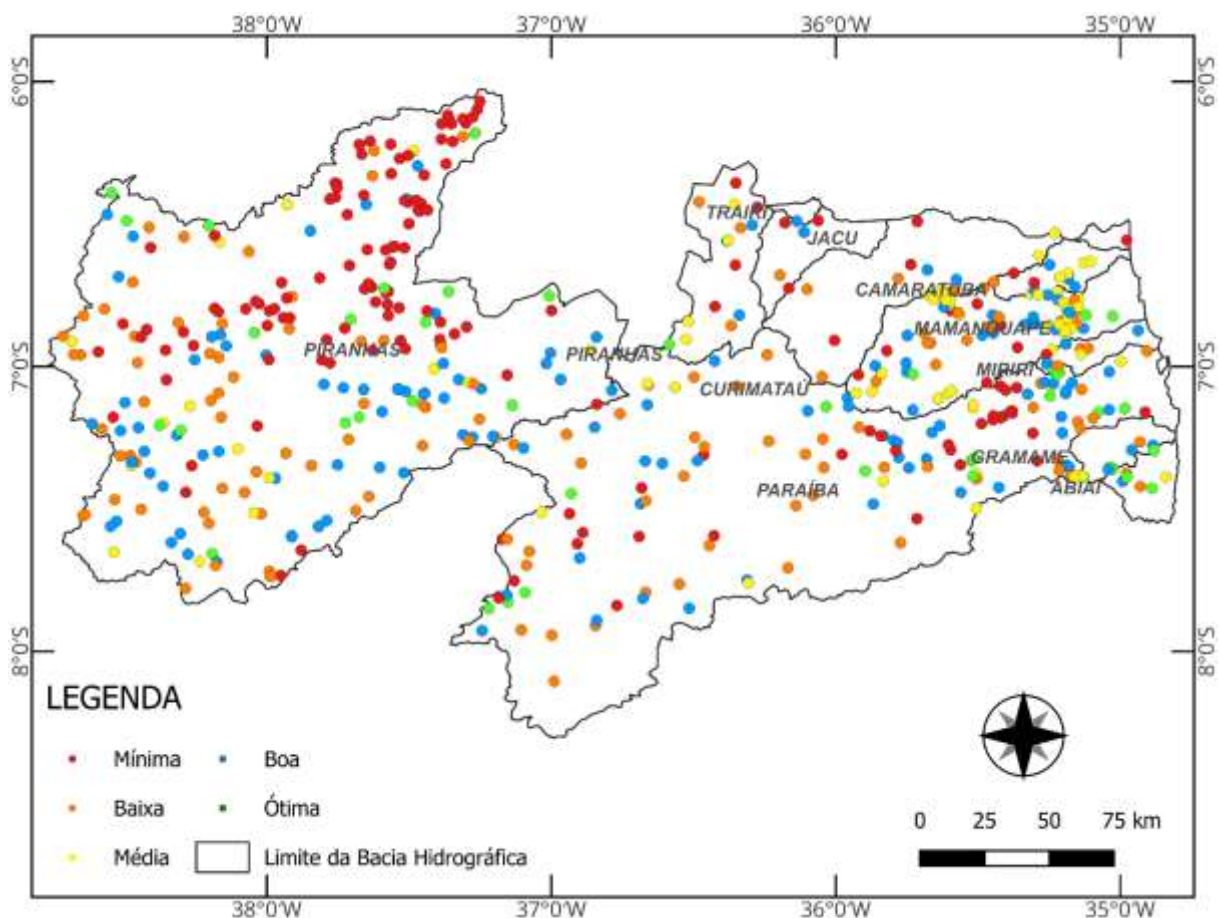 38°0'W 37°0'W 36°0'W 35°0'W
6°0'S 6°0'S
TRAIRI
JACU
CAMARATUBA
MAMANGUAPE
PIRANHAS PIRANHAS
7°0'S MIRIRI 7°0'S
CURIMATAÚ
GRAMAME
PARAÍBA ABIAÍ
8°0'S 8°0'S
LEGENDA
Mínima Boa
Baixa Ótima
Média Limite da Bacia Hidrográfica
0 25 50 75 km
38°0'W 37°0'W 36°0'W 35°0'W